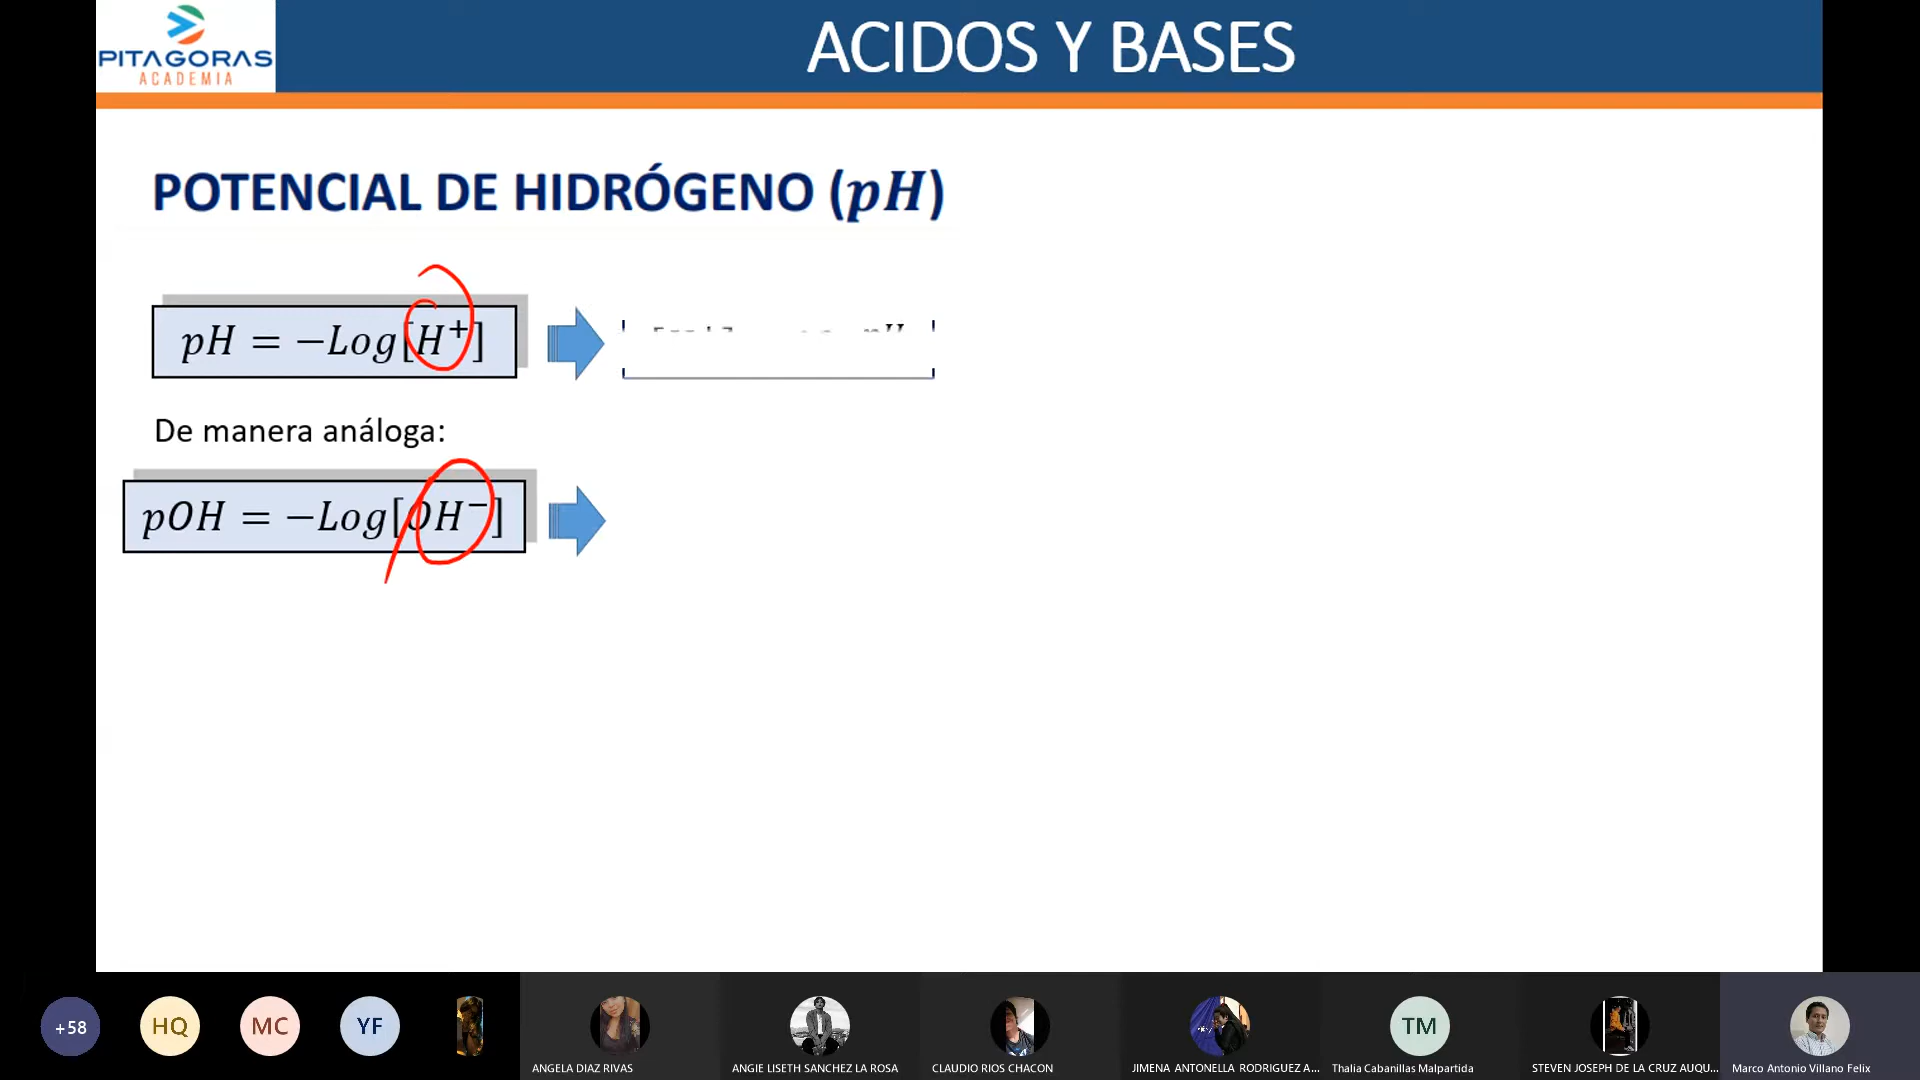 PITAGORAS
ACADEMIA
ACIDOS Y BASES
POTENCIAL DE HIDRÓGENO (pH)
pH = −Log[H⁺]
De manera análoga:
pOH = −Log[OH⁻]
+58
HQ
MC
YF
TM
ANGELA DIAZ RIVAS
ANGIE LISETH SANCHEZ LA ROSA
CLAUDIO RIOS CHACON
JIMENA ANTONELLA RODRIGUEZ A...
Thalia Cabanillas Malpartida
STEVEN JOSEPH DE LA CRUZ AUQU...
Marco Antonio Villano Felix